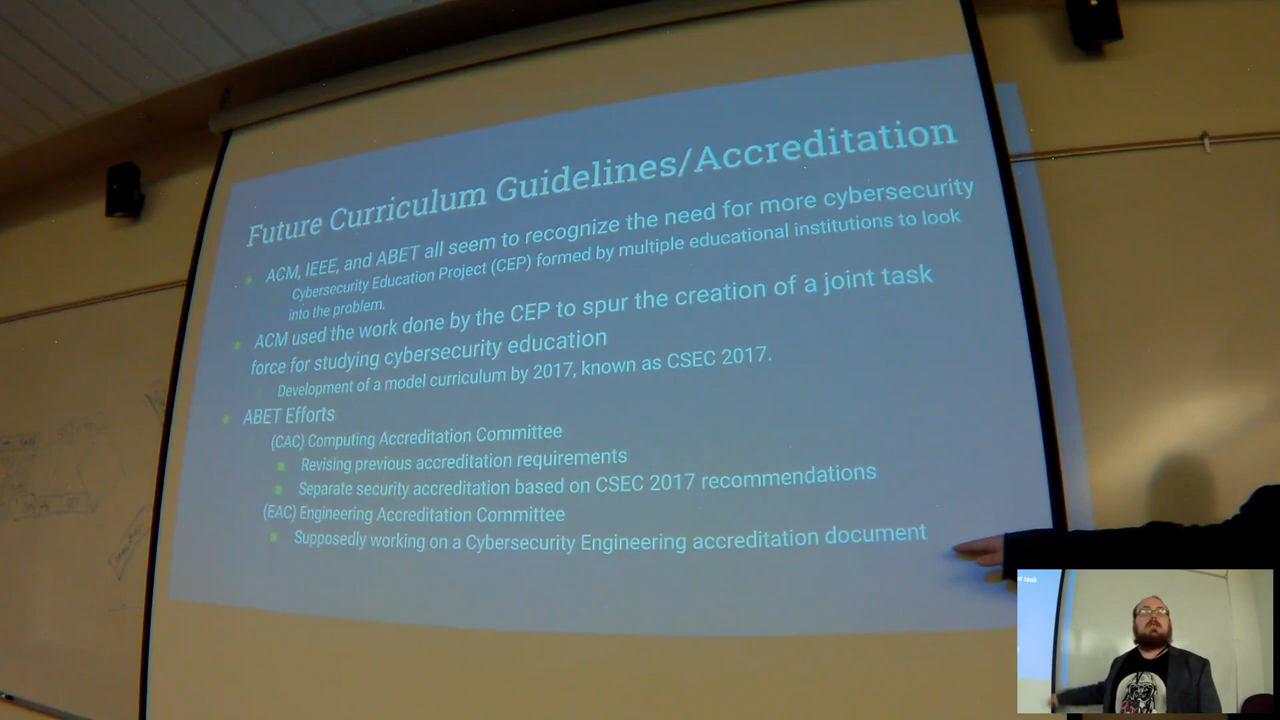 Future Curriculum Guidelines/Accreditation
ACM, IEEE, and ABET all seem to recognize the need for more cybersecurity
Cybersecurity Education Project (CEP) formed by multiple educational institutions to look
into the problem.
ACM used the work done by the CEP to spur the creation of a joint task
force for studying cybersecurity education
Development of a model curriculum by 2017, known as CSEC 2017.
ABET Efforts
(CAC) Computing Accreditation Committee
Revising previous accreditation requirements
Separate security accreditation based on CSEC 2017 recommendations
(EAC) Engineering Accreditation Committee
Supposedly working on a Cybersecurity Engineering accreditation document
task